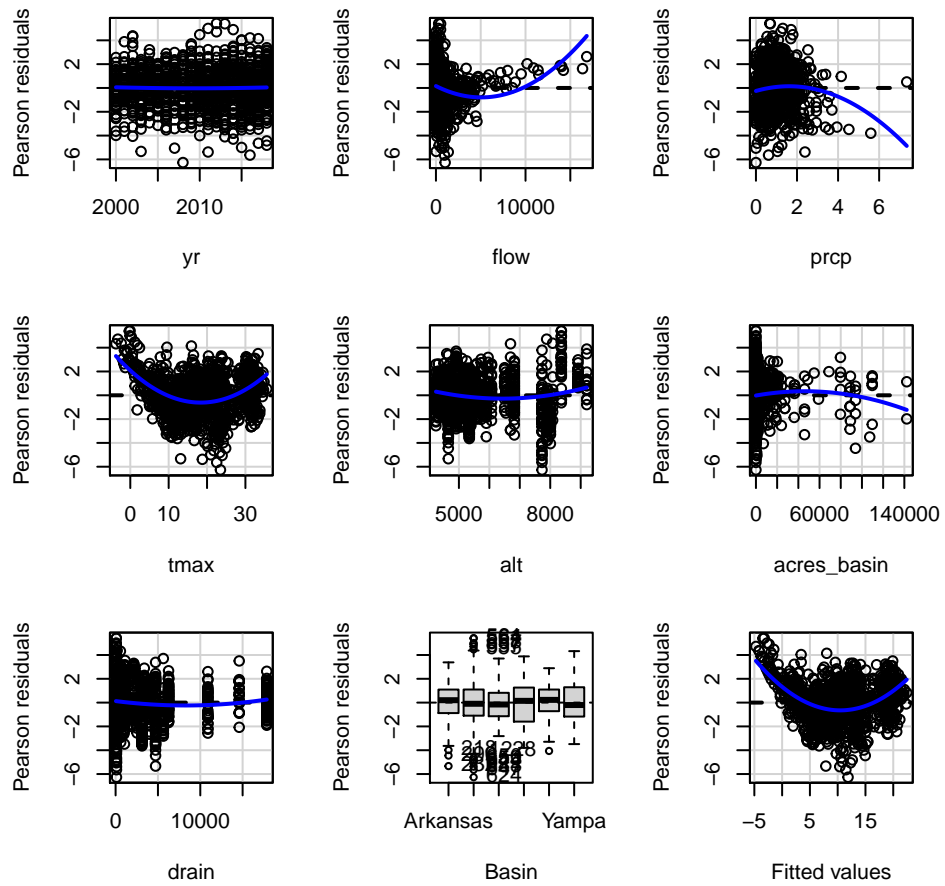 Pearson residuals
2
−2
−6
2000 2010
yr
Pearson residuals
2
−2
−6
0 10000
flow
Pearson residuals
2
−2
−6
0 2 4 6
prcp
Pearson residuals
2
−2
−6
0 10 30
tmax
Pearson residuals
2
−2
−6
5000 8000
alt
Pearson residuals
2
−2
−6
0 60000 140000
acres_basin
Pearson residuals
2
−2
−6
0 10000
drain
Pearson residuals
2
−2
−6
Arkansas Yampa
Basin
Pearson residuals
2
−2
−6
−5 5 15
Fitted values